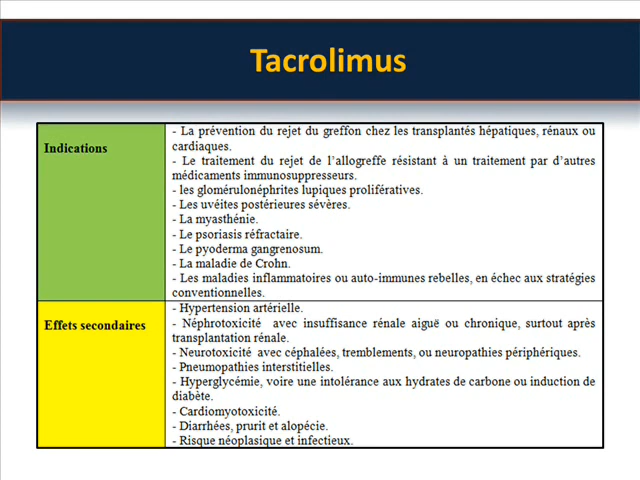 Tacrolimus
Indications
- La prévention du rejet du greffon chez les transplantés hépatiques, rénaux ou
cardiaques.
- Le traitement du rejet de l'allogreffe résistant à un traitement par d'autres
médicaments immunosuppresseurs.
- les glomérulonéphrites lupiques prolifératives.
- Les uvéites postérieures sévères.
- La myasthénie.
- Le psoriasis réfractaire.
- Le pyoderma gangrenosum.
- La maladie de Crohn.
- Les maladies inflammatoires ou auto-immunes rebelles, en échec aux stratégies
conventionnelles.
Effets secondaires
- Hypertension artérielle.
- Néphrotoxicité avec insuffisance rénale aiguë ou chronique, surtout après
transplantation rénale.
- Neurotoxicité avec céphalées, tremblements, ou neuropathies périphériques.
- Pneumopathies interstitielles.
- Hyperglycémie, voire une intolérance aux hydrates de carbone ou induction de
diabète.
- Cardiomyotoxicité.
- Diarrhées, prurit et alopécie.
- Risque néoplasique et infectieux.